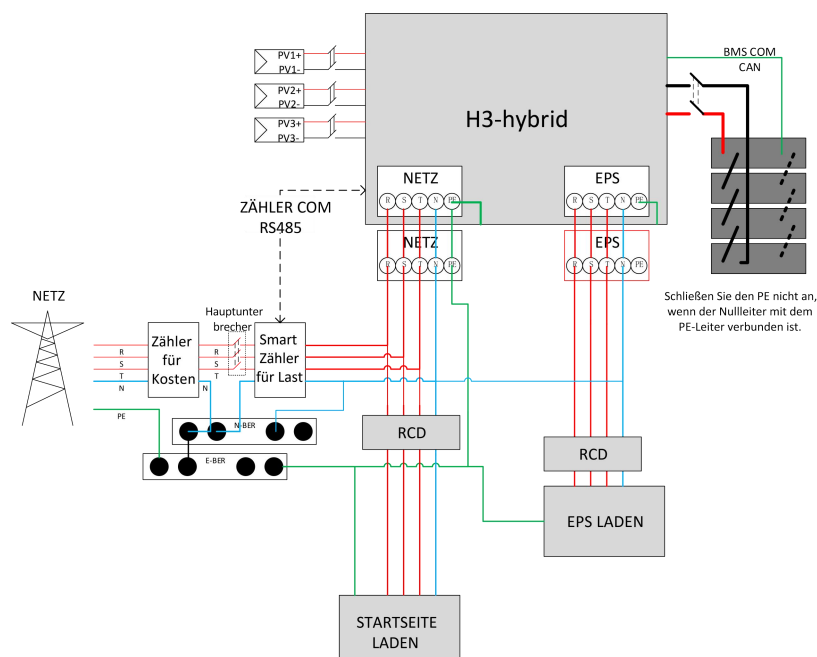 PV1+
PV1-
PV2+
PV2-
PV3+
PV3-
H3-hybrid
BMS COM
CAN
NETZ
R S T N PE
EPS
R S T N PE
ZÄHLER COM
RS485
NETZ
R S T N PE
EPS
R S T N PE
Schließen Sie den PE nicht an,
wenn der Nullleiter mit dem
PE-Leiter verbunden ist.
NETZ
Hauptunter
brecher
Zähler
für
Kosten
Smart
Zähler
für Last
R
S
T
N
R
S
T
N
PE
N-BER
E-BER
RCD
RCD
EPS LADEN
STARTSEITE
LADEN